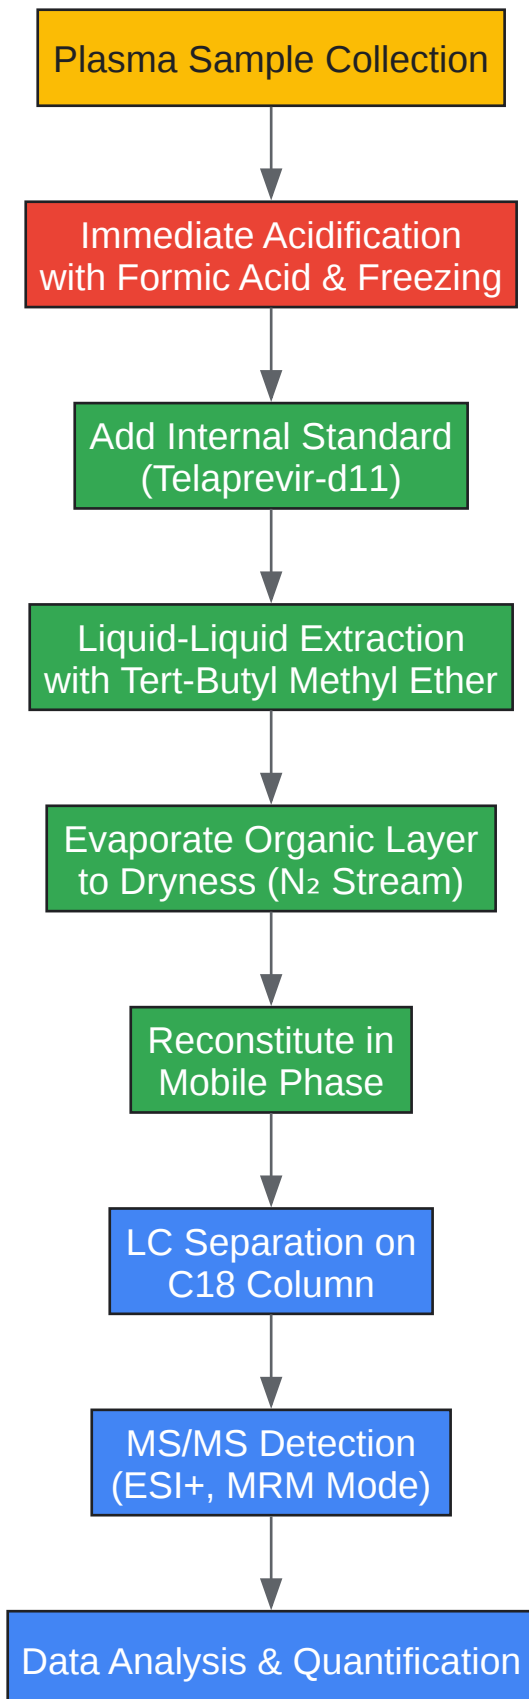 Plasma Sample Collection
Immediate Acidification
with Formic Acid & Freezing
Add Internal Standard
(Telaprevir-d11)
Liquid-Liquid Extraction
with Tert-Butyl Methyl Ether
Evaporate Organic Layer
to Dryness (N₂ Stream)
Reconstitute in
Mobile Phase
LC Separation on
C18 Column
MS/MS Detection
(ESI+, MRM Mode)
Data Analysis & Quantification